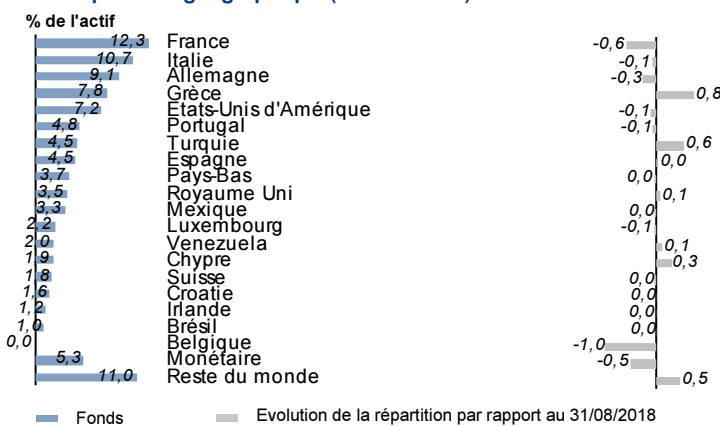 % de l'actif
12,3 France -0,6
10,7 Italie -0,1
9,1 Allemagne -0,3
7,8 Grèce 0,8
7,2 Etats-Unis d'Amérique -0,1
4,8 Portugal -0,1
4,5 Turquie 0,6
4,5 Espagne 0,0
3,7 Pays-Bas 0,0
3,5 Royaume Uni 0,1
3,3 Mexique 0,0
2,2 Luxembourg -0,1
2,0 Venezuela 0,1
1,9 Chypre 0,3
1,8 Suisse 0,0
1,6 Croatie 0,0
1,2 Irlande 0,0
1,0 Brésil 0,0
0,0 Belgique -1,0
5,3 Monétaire -0,5
11,0 Reste du monde 0,5
Fonds Evolution de la répartition par rapport au 31/08/2018